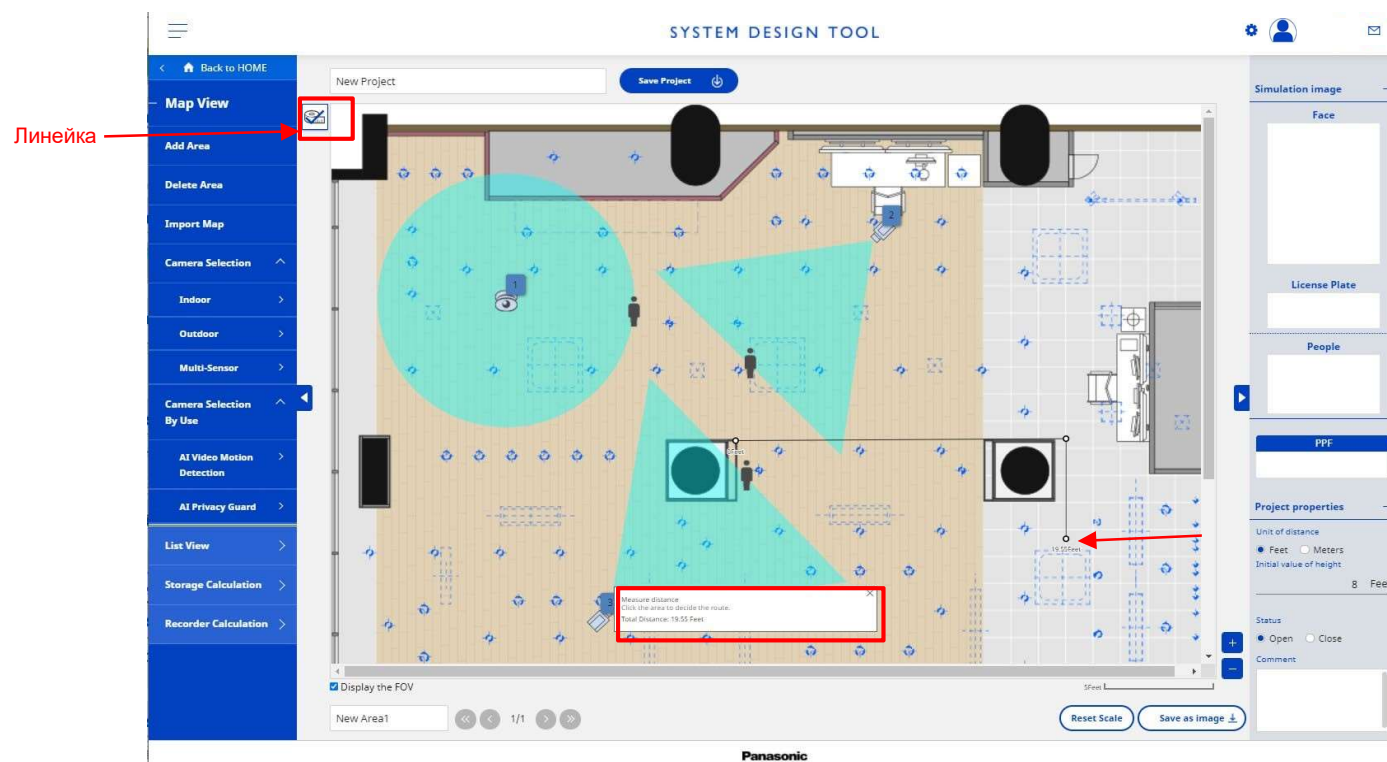 SYSTEM DESIGN TOOL
Back to HOME
Map View
Add Area
Delete Area
Import Map
Camera Selection
Indoor
Outdoor
Multi-Sensor
Camera Selection
By Use
AI Video Motion
Detection
AI Privacy Guard
List View
Storage Calculation
Recorder Calculation
Линейка
New Project
Save Project
1
2
3
19.55Feet
Measure distance
Click the area to decide the route.
Total Distance: 19.55 Feet
Display the FOV
5Feet
New Area1
1/1
Reset Scale
Save as image
Simulation image
Face
License Plate
People
PPF
Project properties
Unit of distance
Feet
Meters
Initial value of height
8 Fee
Status
Open
Close
Comment
Panasonic